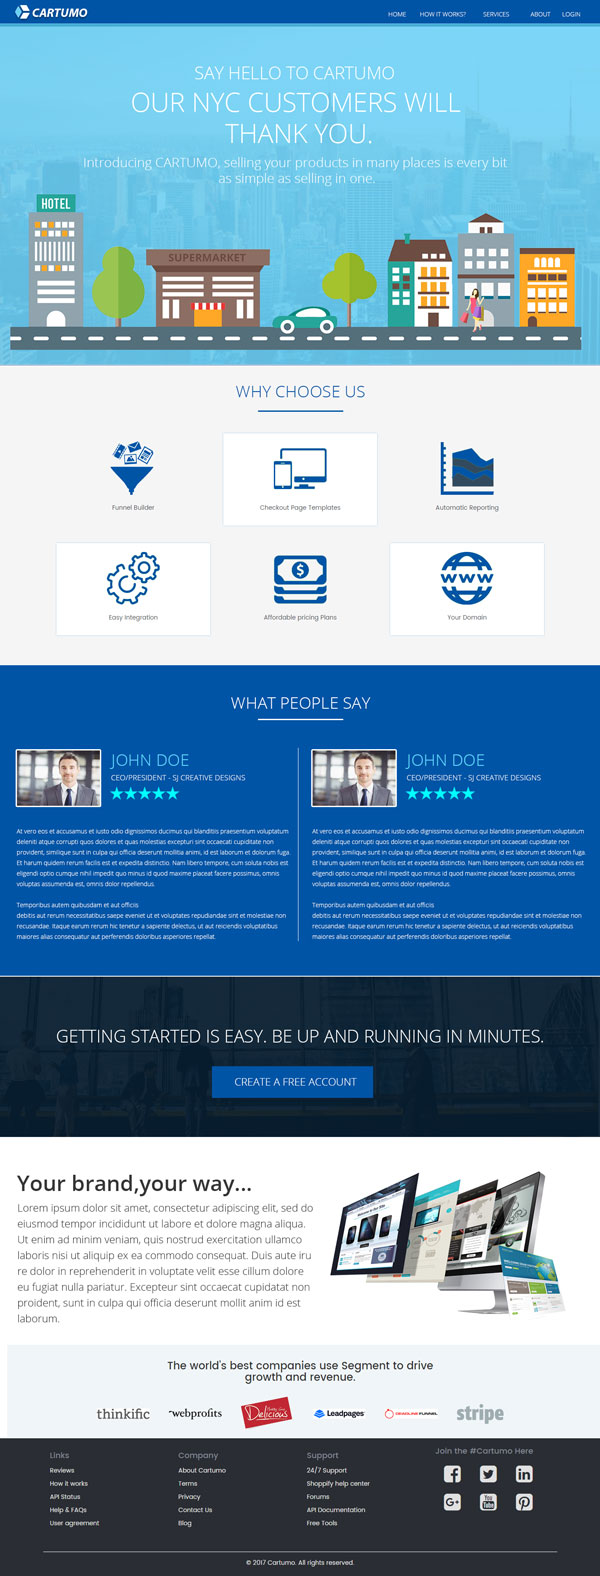 CARTUMO
HOME HOW IT WORKS? SERVICES ABOUT LOGIN
SAY HELLO TO CARTUMO
OUR NYC CUSTOMERS WILL
THANK YOU.
Introducing CARTUMO, selling your products in many places is every bit
as simple as selling in one.
HOTEL
SUPERMARKET
WHY CHOOSE US
Funnel Builder
Checkout Page Templates
Automatic Reporting
Easy Integration
Affordable pricing Plans
WWW
Your Domain
WHAT PEOPLE SAY
JOHN DOE
CEO/PRESIDENT - SJ CREATIVE DESIGNS
At vero eos et accusamus et iusto odio dignissimos ducimus qui blanditiis praesentium voluptatum
deleniti atque corrupti quos dolores et quas molestias excepturi sint occaecati cupiditate non
provident, similique sunt in culpa qui officia deserunt mollitia animi, id est laborum et dolorum fuga.
Et harum quidem rerum facilis est et expedita distinctio. Nam libero tempore, cum soluta nobis est
eligendi optio cumque nihil impedit quo minus id quod maxime placeat facere possimus, omnis
voluptas assumenda est, omnis dolor repellendus.
Temporibus autem quibusdam et aut officiis
debitis aut rerum necessitatibus saepe eveniet ut et voluptates repudiandae sint et molestiae non
recusandae. Itaque earum rerum hic tenetur a sapiente delectus, ut aut reiciendis voluptatibus
maiores alias consequatur aut perferendis doloribus asperiores repellat.
JOHN DOE
CEO/PRESIDENT - SJ CREATIVE DESIGNS
At vero eos et accusamus et iusto odio dignissimos ducimus qui blanditiis praesentium voluptatum
deleniti atque corrupti quos dolores et quas molestias excepturi sint occaecati cupiditate non
provident, similique sunt in culpa qui officia deserunt mollitia animi, id est laborum et dolorum fuga.
Et harum quidem rerum facilis est et expedita distinctio. Nam libero tempore, cum soluta nobis est
eligendi optio cumque nihil impedit quo minus id quod maxime placeat facere possimus, omnis
voluptas assumenda est, omnis dolor repellendus.
Temporibus autem quibusdam et aut officiis
debitis aut rerum necessitatibus saepe eveniet ut et voluptates repudiandae sint et molestiae non
recusandae. Itaque earum rerum hic tenetur a sapiente delectus, ut aut reiciendis voluptatibus
maiores alias consequatur aut perferendis doloribus asperiores repellat.
GETTING STARTED IS EASY. BE UP AND RUNNING IN MINUTES.
CREATE A FREE ACCOUNT
Your brand,your way...
Lorem ipsum dolor sit amet, consectetur adipiscing elit, sed do
eiusmod tempor incididunt ut labore et dolore magna aliqua.
Ut enim ad minim veniam, quis nostrud exercitation ullamco
laboris nisi ut aliquip ex ea commodo consequat. Duis aute iru
re dolor in reprehenderit in voluptate velit esse cillum dolore
eu fugiat nulla pariatur. Excepteur sint occaecat cupidatat non
proident, sunt in culpa qui officia deserunt mollit anim id est
laborum.
The world's best companies use Segment to drive
growth and revenue.
thinkific webprofits Delicious Leadpages DEADLINE FUNNEL stripe
Links
Reviews
How it works
API Status
Help & FAQs
User agreement
Company
About Cartumo
Terms
Privacy
Contact Us
Blog
Support
24/7 Support
Shoppify help center
Forums
API Documentation
Free Tools
Join the #Cartumo Here
You Tube
© 2017 Cartumo. All rights reserved.